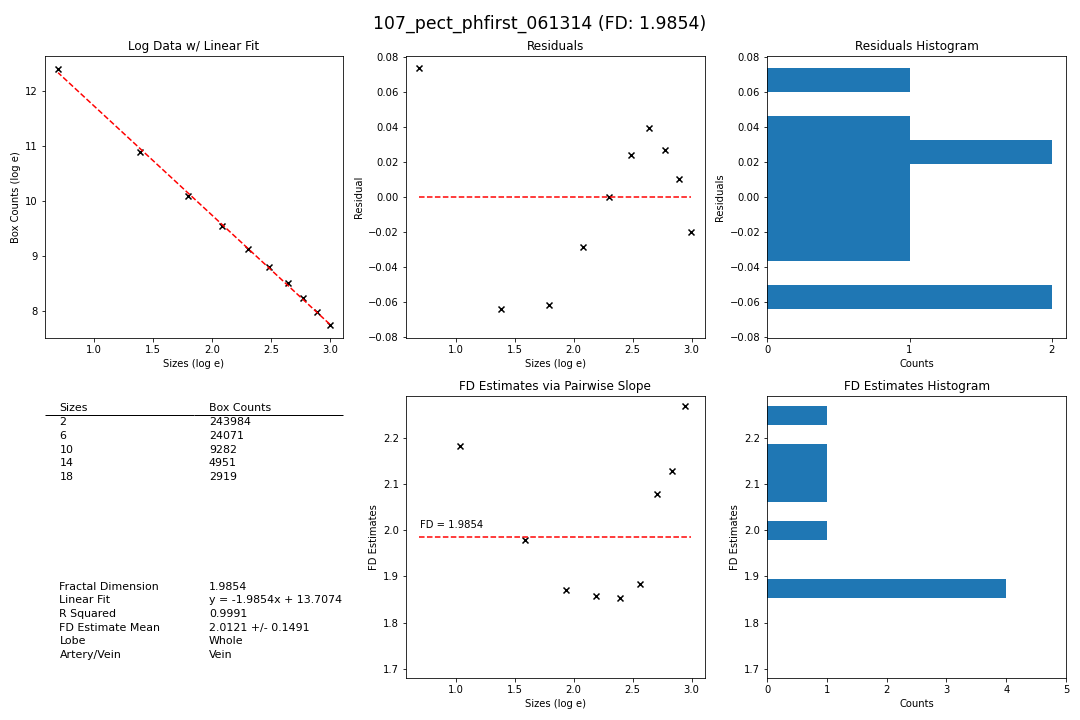 107_pect_phfirst_061314 (FD: 1.9854)
Log Data w/ Linear Fit
12
11
10
9
8
Box Counts (log e)
1.0 1.5 2.0 2.5 3.0
Sizes (log e)
Residuals
0.08
0.06
0.04
0.02
0.00
−0.02
−0.04
−0.06
−0.08
Residual
1.0 1.5 2.0 2.5 3.0
Sizes (log e)
Residuals Histogram
0.08
0.06
0.04
0.02
0.00
−0.02
−0.04
−0.06
−0.08
Residuals
0 1 2
Counts
Sizes Box Counts
2 243984
6 24071
10 9282
14 4951
18 2919
Fractal Dimension 1.9854
Linear Fit y = -1.9854x + 13.7074
R Squared 0.9991
FD Estimate Mean 2.0121 +/- 0.1491
Lobe Whole
Artery/Vein Vein
FD Estimates via Pairwise Slope
2.2
2.1
2.0
1.9
1.8
1.7
FD Estimates
FD = 1.9854
1.0 1.5 2.0 2.5 3.0
Sizes (log e)
FD Estimates Histogram
2.2
2.1
2.0
1.9
1.8
1.7
FD Estimates
0 1 2 3 4 5
Counts